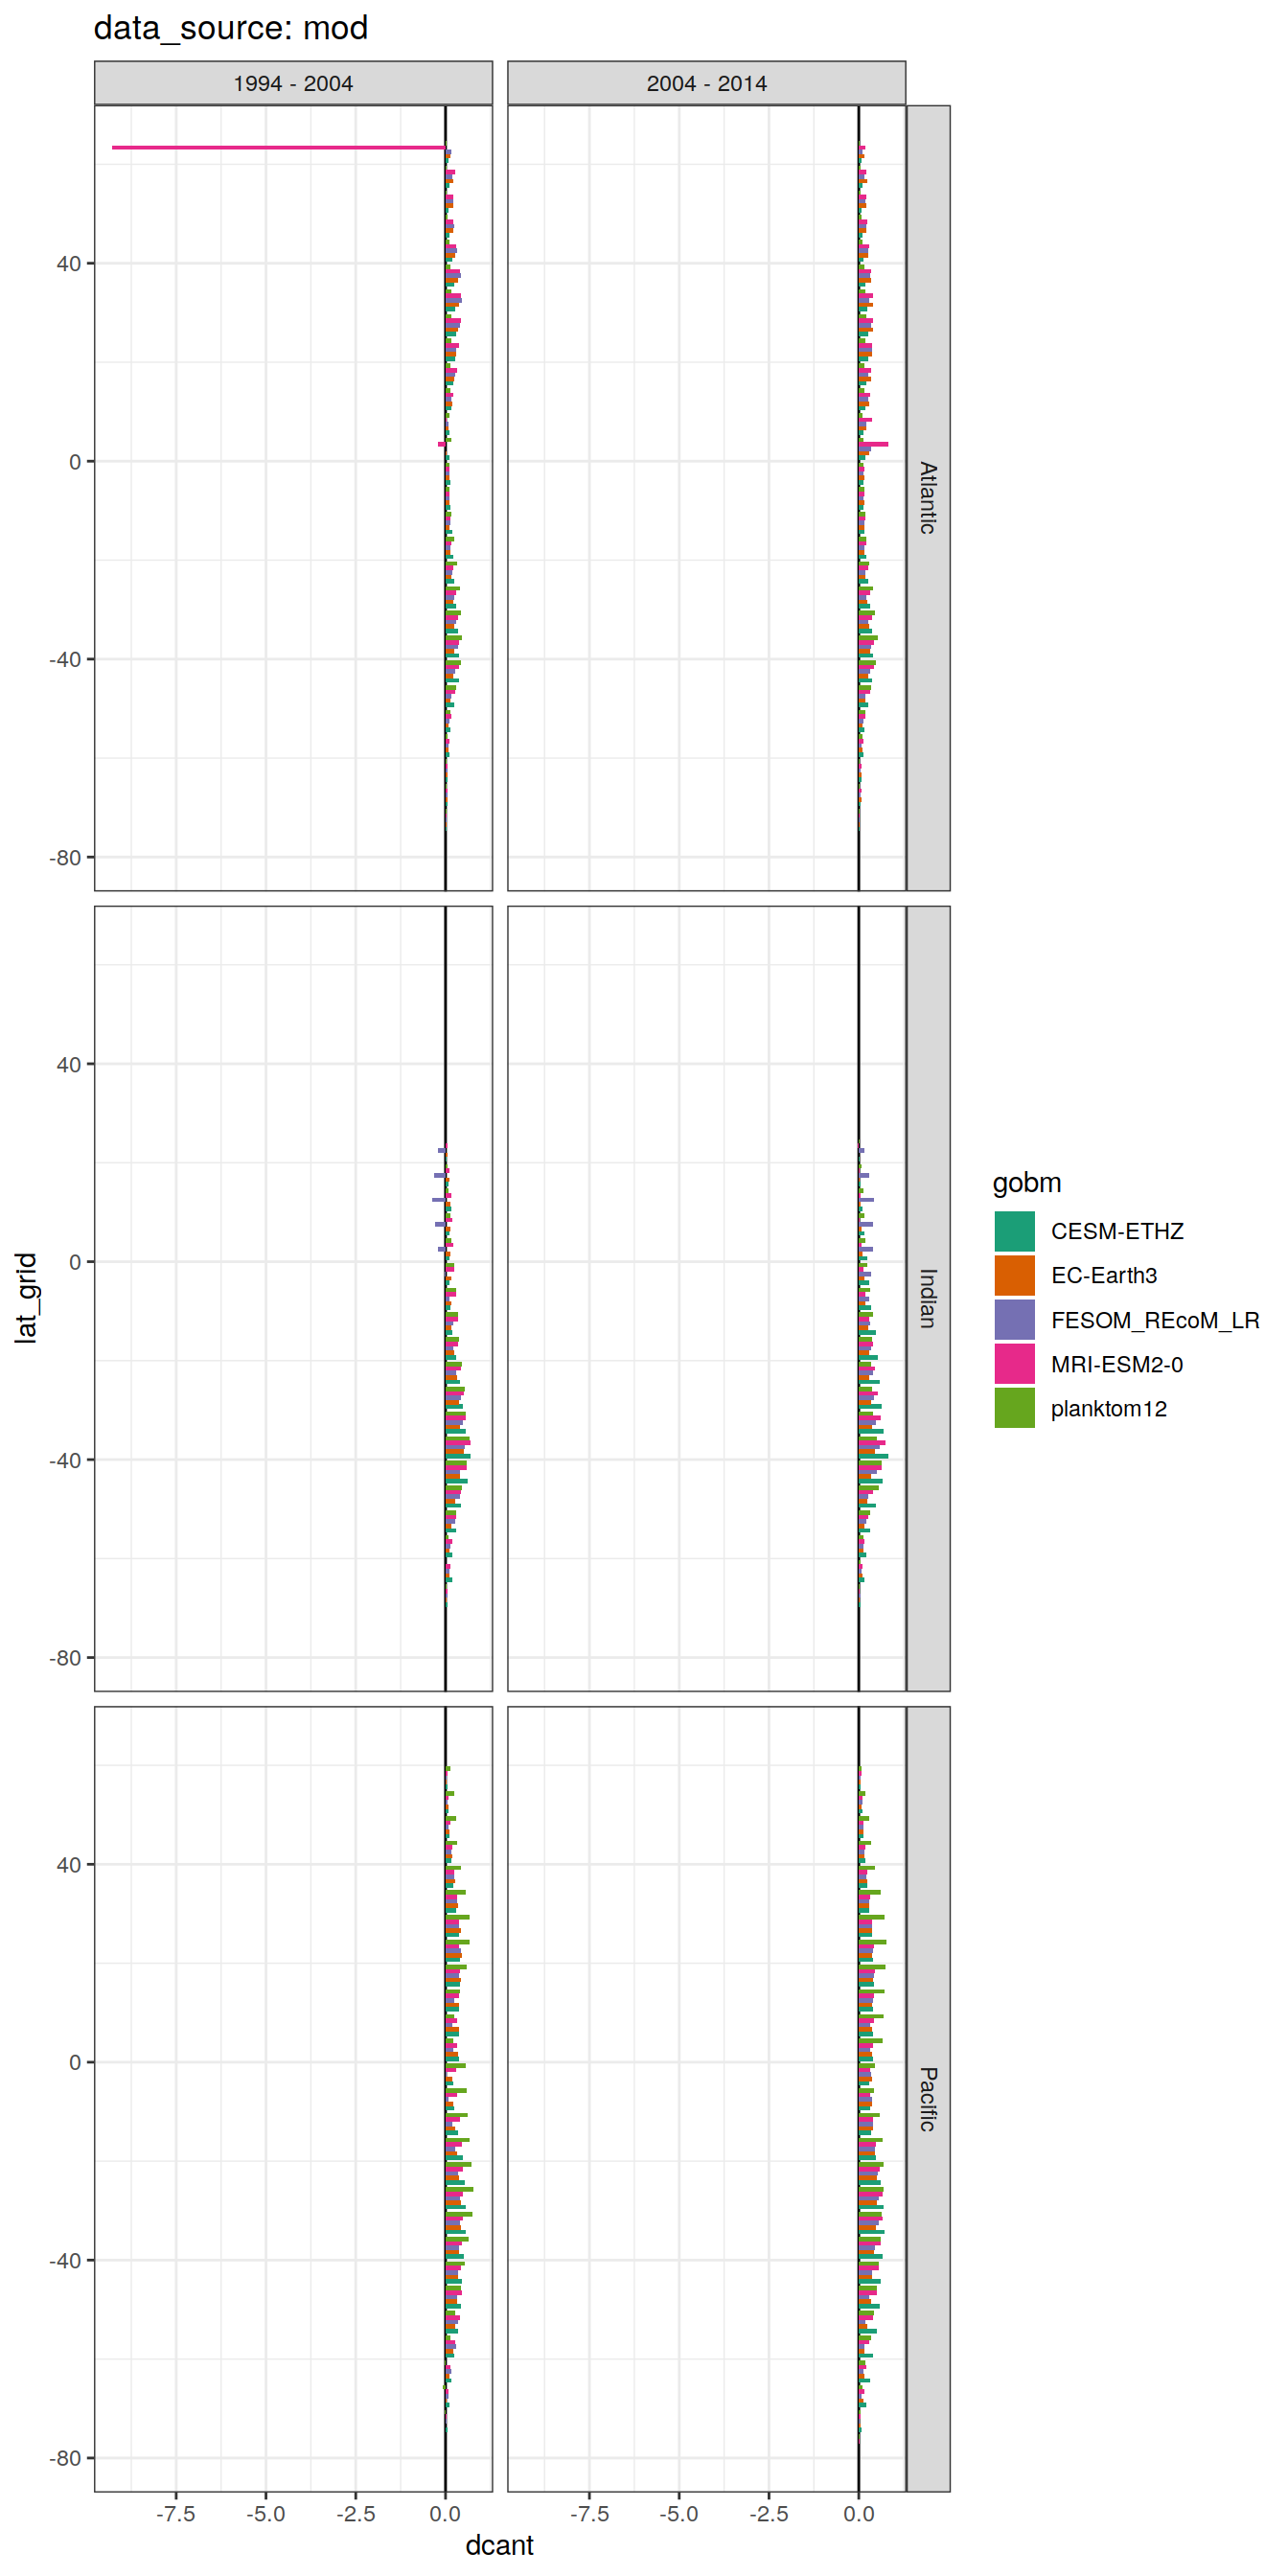 data_source: mod
1994 - 2004
2004 - 2014
40
0
-40
-80
Atlantic
40
0
-40
-80
Indian
40
0
-40
-80
Pacific
lat_grid
-7.5 -5.0 -2.5 0.0
-7.5 -5.0 -2.5 0.0
dcant
gobm
CESM-ETHZ
EC-Earth3
FESOM_REcoM_LR
MRI-ESM2-0
planktom12